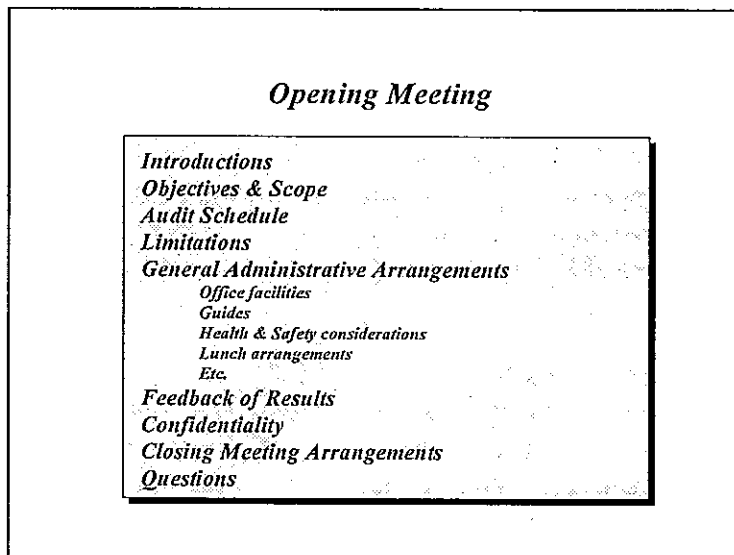 Opening Meeting
Introductions
Objectives & Scope
Audit Schedule
Limitations
General Administrative Arrangements
Office facilities
Guides
Health & Safety considerations
Lunch arrangements
Etc.
Feedback of Results
Confidentiality
Closing Meeting Arrangements
Questions